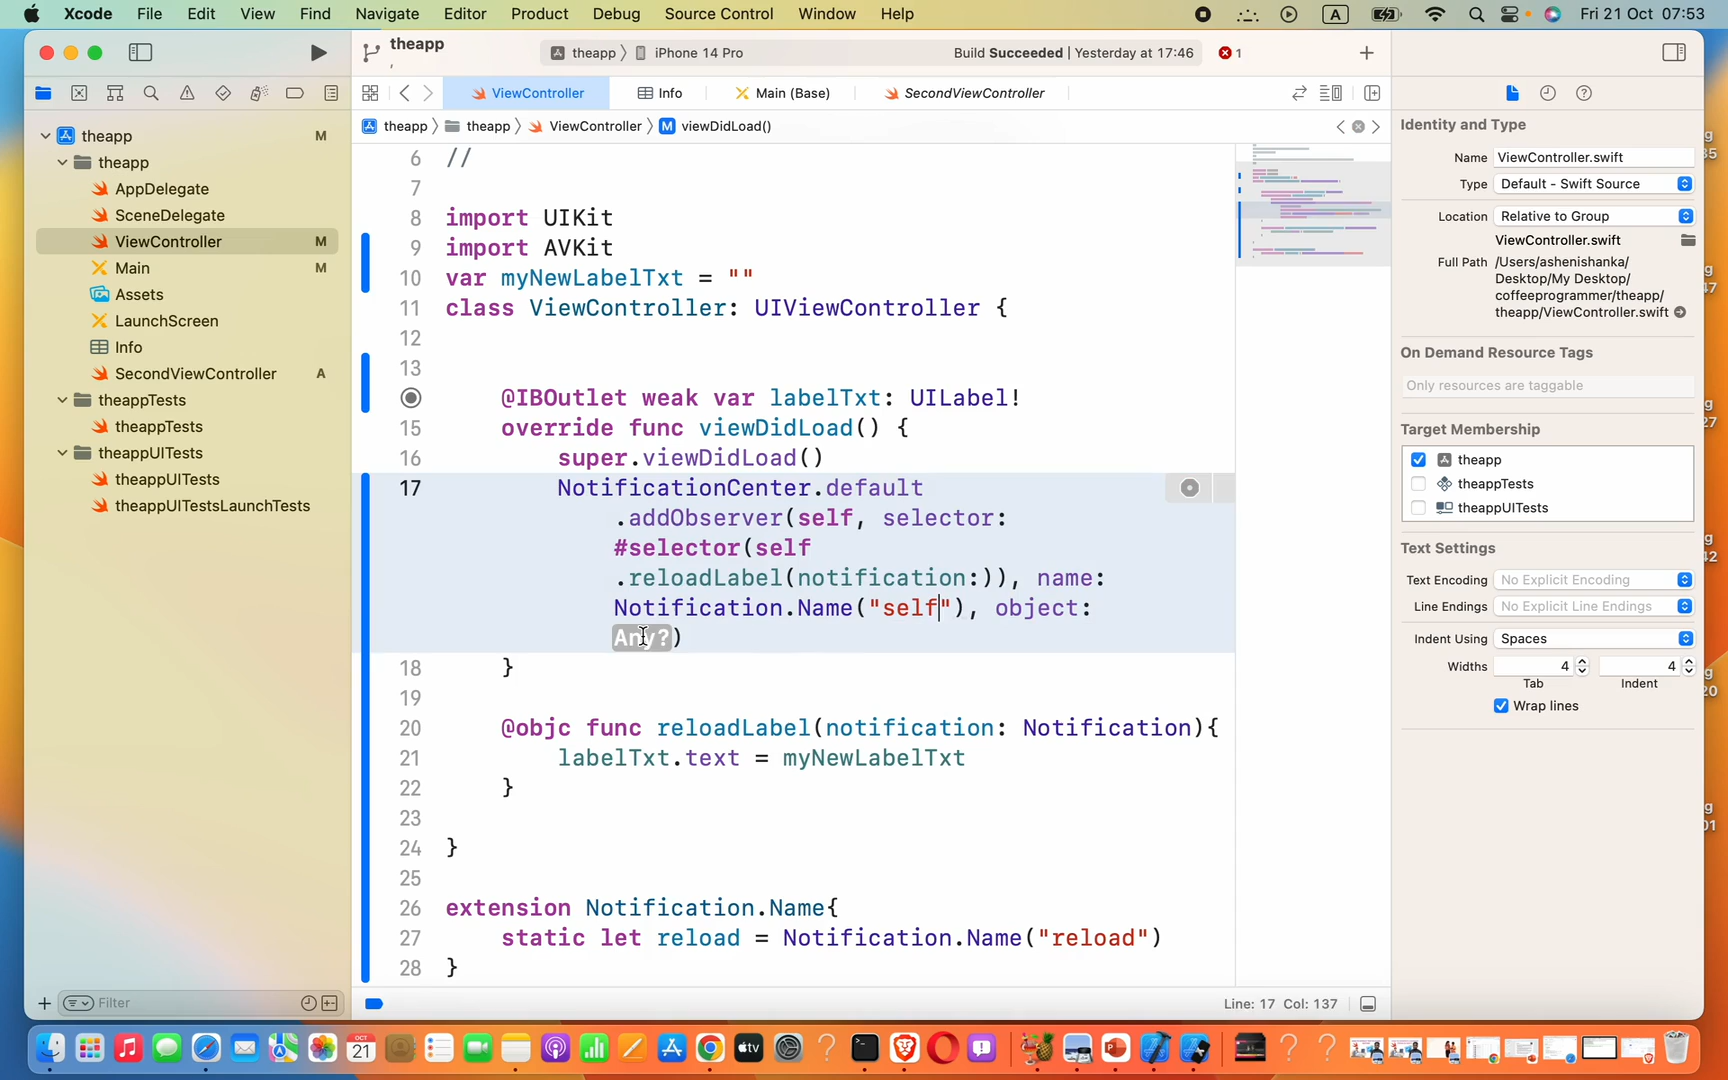 Xcode File Edit View Find Navigate Editor Product Debug Source Control Window Help A Fri 21 Oct 07:53
theapp theapp 〉 iPhone 14 Pro Build Succeeded | Yesterday at 17:46 1
ViewController Info Main (Base) SecondViewController
theapp 〉 theapp 〉 ViewController 〉 M viewDidLoad()
theapp M
theapp
AppDelegate
SceneDelegate
ViewController M
Main M
Assets
LaunchScreen
Info
SecondViewController A
theappTests
theappTests
theappUITests
theappUITests
theappUITestsLaunchTests
Filter
6 //
7
8 import UIKit
9 import AVKit
10 var myNewLabelTxt = ""
11 class ViewController: UIViewController {
12
13
@IBOutlet weak var labelTxt: UILabel!
15 override func viewDidLoad() {
16 super.viewDidLoad()
17 NotificationCenter.default
.addObserver(self, selector:
#selector(self
.reloadLabel(notification:)), name:
Notification.Name("self"), object:
Any?)
18 }
19
20 @objc func reloadLabel(notification: Notification){
21 labelTxt.text = myNewLabelTxt
22 }
23
24 }
25
26 extension Notification.Name{
27 static let reload = Notification.Name("reload")
28 }
Line: 17 Col: 137
Identity and Type
Name ViewController.swift
Type Default - Swift Source
Location Relative to Group
ViewController.swift
Full Path /Users/ashenishanka/
Desktop/My Desktop/
coffeeprogrammer/theapp/
theapp/ViewController.swift
On Demand Resource Tags
Only resources are taggable
Target Membership
theapp
theappTests
theappUITests
Text Settings
Text Encoding No Explicit Encoding
Line Endings No Explicit Line Endings
Indent Using Spaces
Widths 4 4
Tab Indent
Wrap lines
OCT
21
tv